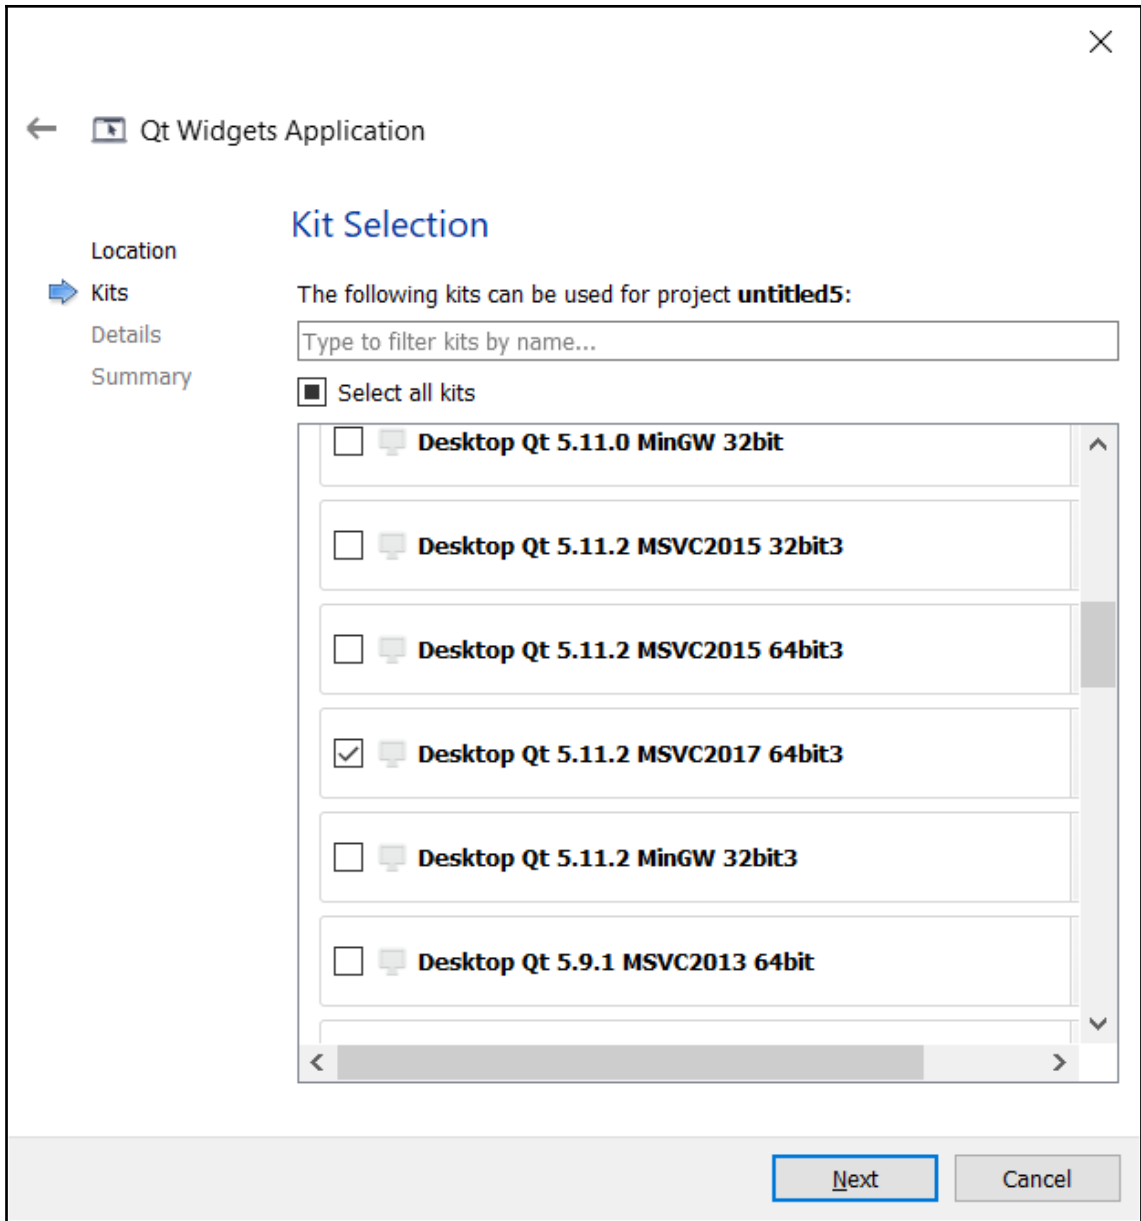 Qt Widgets Application
Kit Selection
Location
Kits
Details
Summary
The following kits can be used for project untitled5:
Type to filter kits by name...
Select all kits
Desktop Qt 5.11.0 MinGW 32bit
Desktop Qt 5.11.2 MSVC2015 32bit3
Desktop Qt 5.11.2 MSVC2015 64bit3
Desktop Qt 5.11.2 MSVC2017 64bit3
Desktop Qt 5.11.2 MinGW 32bit3
Desktop Qt 5.9.1 MSVC2013 64bit
Next
Cancel